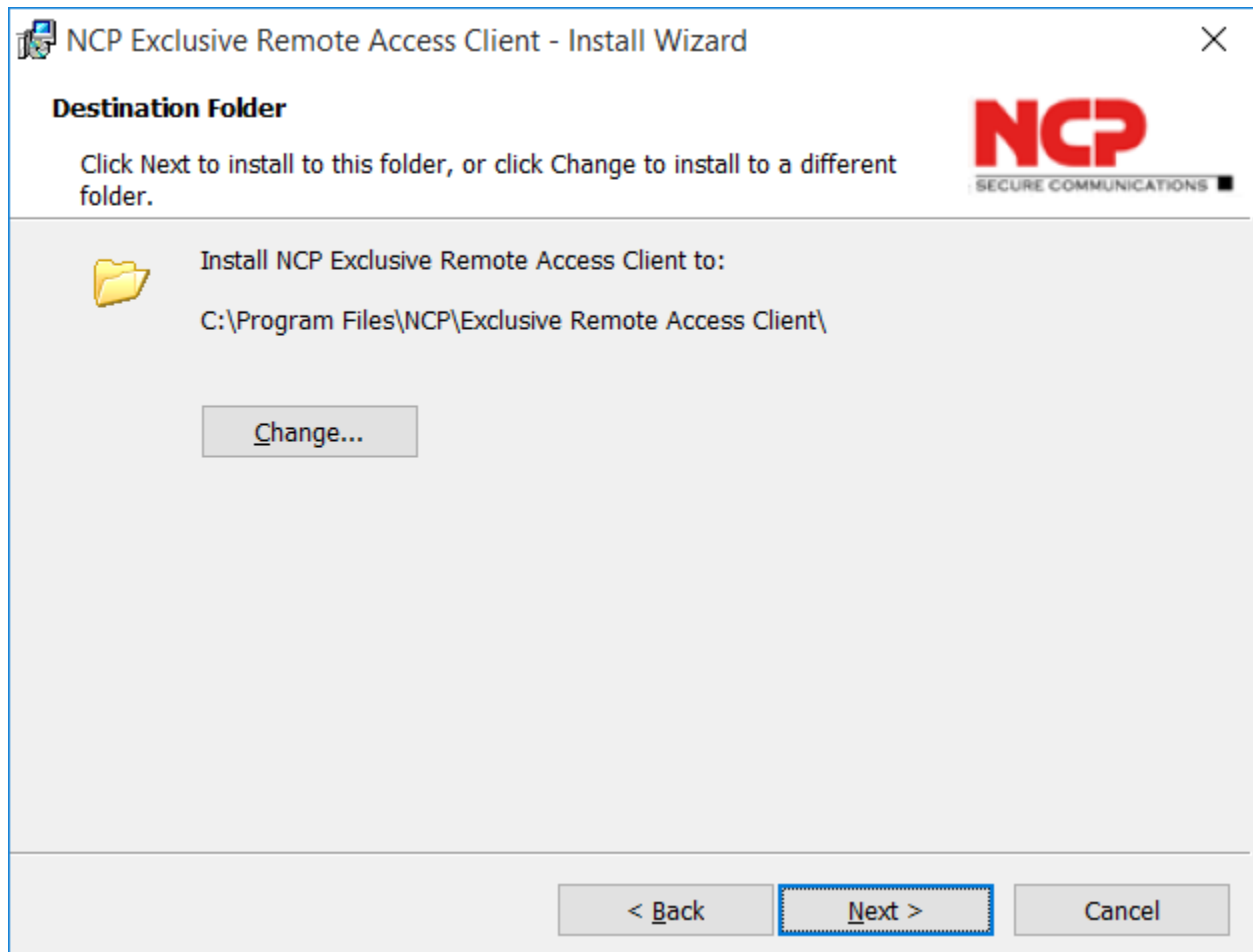 NCP Exclusive Remote Access Client - Install Wizard
Destination Folder
Click Next to install to this folder, or click Change to install to a different
folder.
NCP
SECURE COMMUNICATIONS
Install NCP Exclusive Remote Access Client to:
C:\Program Files\NCP\Exclusive Remote Access Client\
Change...
< Back
Next >
Cancel